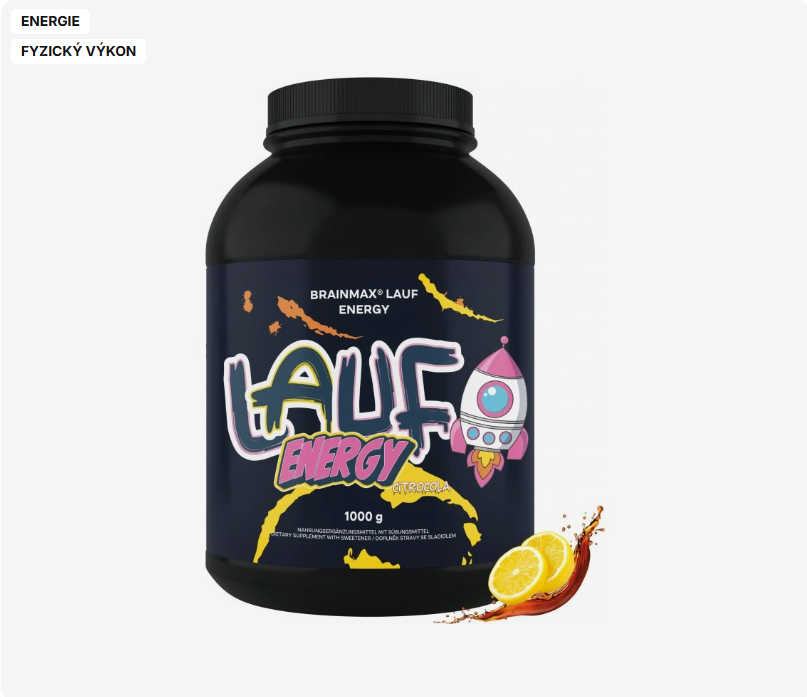 ENERGIE
FYZICKÝ VÝKON
BRAINMAX® LAUF
ENERGY
LAUF
ENERGY
CITROCOLA
1000 g
NAHRUNGSERGÄNZUNGSMITTEL MIT SÜßUNGSMITTEL
DIETARY SUPPLEMENT WITH SWEETENER / DOPLNĚK STRAVY SE SLADIDLEM